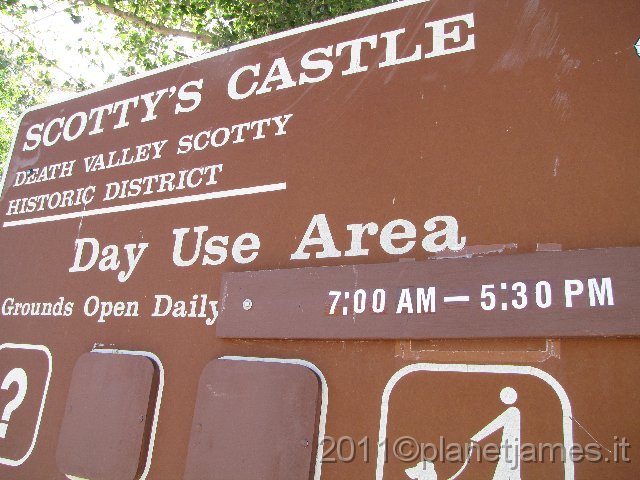 SCOTTY'S CASTLE
DEATH VALLEY SCOTTY
HISTORIC DISTRICT
Day Use Area
Grounds Open Daily 7:00 AM – 5:30 PM
?
2011©planetjames.it